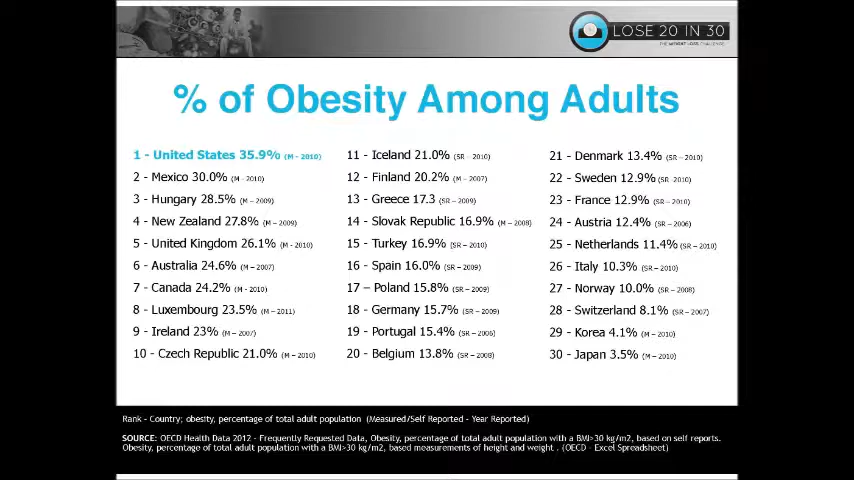 LOSE 20 IN 30
THE WEIGHT LOSS CHALLENGE
% of Obesity Among Adults
1 - United States 35.9% (M - 2010)
2 - Mexico 30.0% (M – 2010)
3 - Hungary 28.5% (M – 2009)
4 - New Zealand 27.8% (M – 2009)
5 - United Kingdom 26.1% (M - 2010)
6 - Australia 24.6% (M – 2007)
7 - Canada 24.2% (M - 2010)
8 - Luxembourg 23.5% (M – 2011)
9 - Ireland 23% (M – 2007)
10 - Czech Republic 21.0% (M – 2010)
11 - Iceland 21.0% (SR – 2010)
12 - Finland 20.2% (M – 2007)
13 - Greece 17.3 (SR – 2009)
14 - Slovak Republic 16.9% (M – 2008)
15 - Turkey 16.9% (SR – 2010)
16 - Spain 16.0% (SR – 2009)
17 – Poland 15.8% (SR – 2009)
18 - Germany 15.7% (SR – 2009)
19 - Portugal 15.4% (SR – 2006)
20 - Belgium 13.8% (SR – 2008)
21 - Denmark 13.4% (SR – 2010)
22 - Sweden 12.9% (SR -2010)
23 - France 12.9% (SR – 2010)
24 - Austria 12.4% (SR – 2006)
25 - Netherlands 11.4% (SR – 2010)
26 - Italy 10.3% (SR – 2010)
27 - Norway 10.0% (SR – 2008)
28 - Switzerland 8.1% (SR – 2007)
29 - Korea 4.1% (M – 2010)
30 - Japan 3.5% (M – 2010)
Rank - Country; obesity, percentage of total adult population (Measured/Self Reported - Year Reported)
SOURCE: OECD Health Data 2012 - Frequently Requested Data, Obesity, percentage of total adult population with a BMI>30 kg/m2, based on self reports.
Obesity, percentage of total adult population with a BMI>30 kg/m2, based measurements of height and weight . (OECD - Excel Spreadsheet)